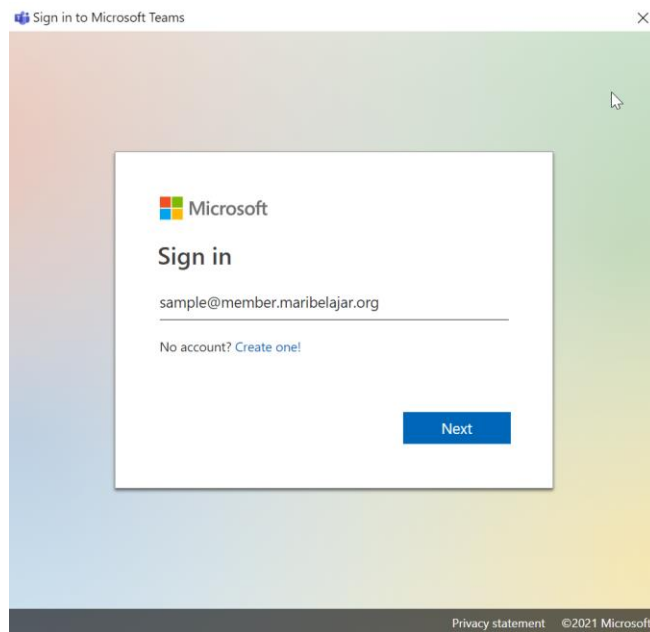 Sign in to Microsoft Teams
Microsoft
Sign in
sample@member.maribelajar.org
No account? Create one!
Next
Privacy statement ©2021 Microsoft